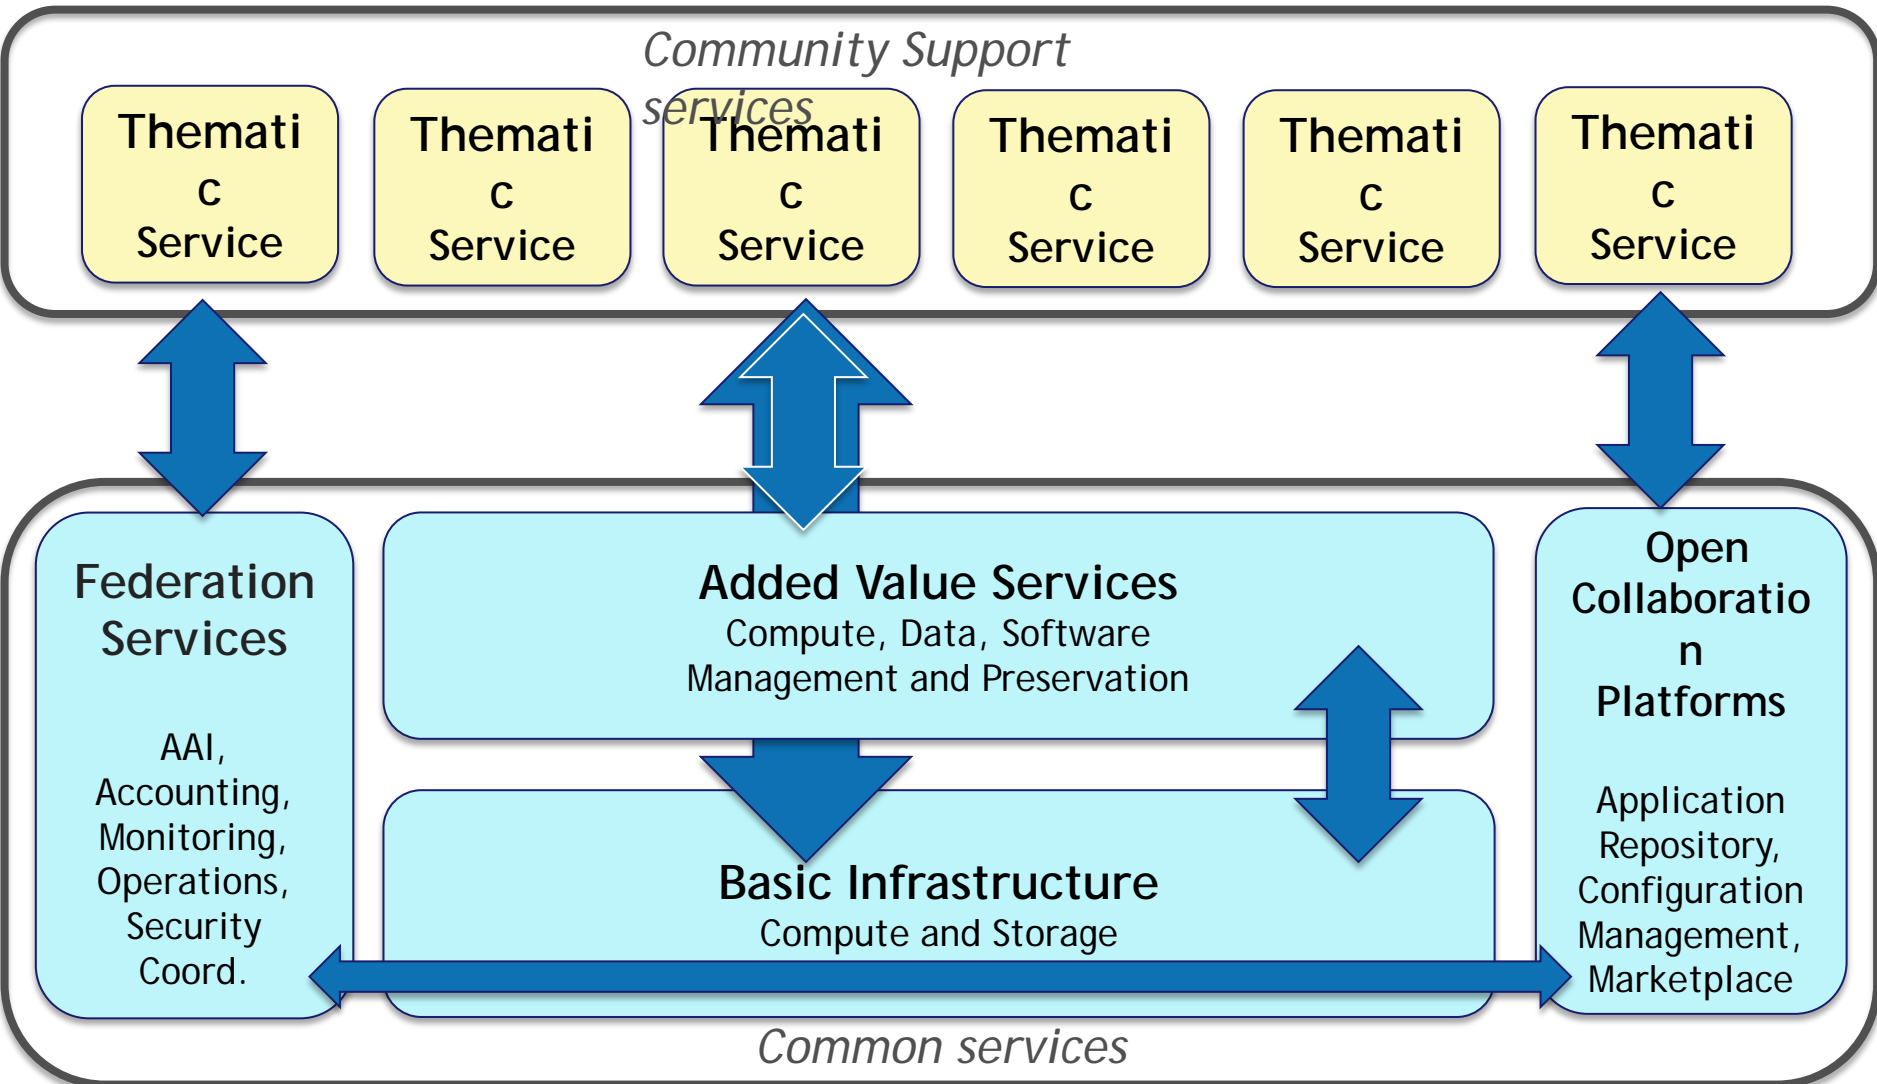 Community Support
services
Themati
c
Service
Themati
c
Service
Themati
c
Service
Themati
c
Service
Themati
c
Service
Themati
c
Service
Federation
Services
AAI,
Accounting,
Monitoring,
Operations,
Security
Coord.
Added Value Services
Compute, Data, Software
Management and Preservation
Basic Infrastructure
Compute and Storage
Open
Collaboratio
n
Platforms
Application
Repository,
Configuration
Management,
Marketplace
Common services